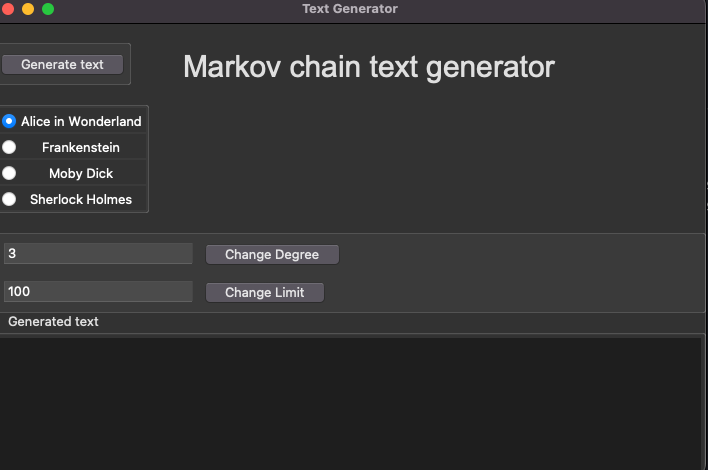 Text Generator
Generate text
Markov chain text generator
Alice in Wonderland
Frankenstein
Moby Dick
Sherlock Holmes
3
Change Degree
100
Change Limit
Generated text